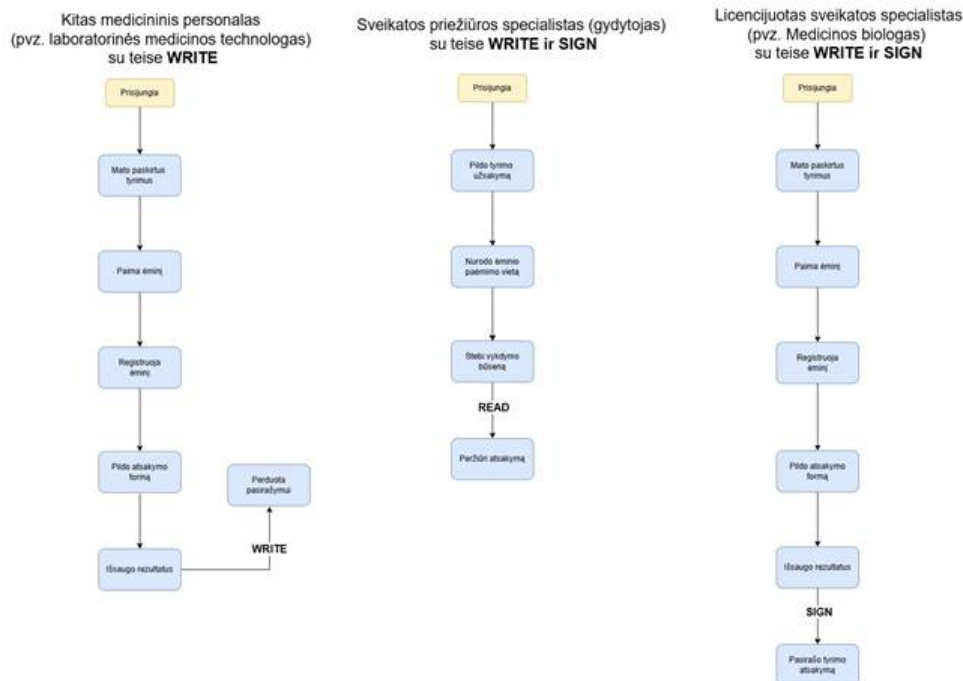 Kitas medicininis personalas
(pvz. laboratorinės medicinos technologas)
su teise WRITE
Prisijungia
Mato paskirtus
tyrimus
Paima ėminį
Registruoja
ėminį
Pildo atsakymo
formą
Išsaugo rezultatus
WRITE
Perduota
pasirašymui
Sveikatos priežiūros specialistas (gydytojas)
su teise WRITE ir SIGN
Prisijungia
Pildo tyrimo
užsakymą
Nurodo ėminio
paėmimo vietą
Stebi vykdymo
būseną
READ
Peržiūri atsakymą
Licencijuotas sveikatos specialistas
(pvz. Medicinos biologas)
su teise WRITE ir SIGN
Prisijungia
Mato paskirtus
tyrimus
Paima ėminį
Registruoja
ėminį
Pildo atsakymo
formą
Išsaugo rezultatus
SIGN
Pasirašo tyrimo
atsakymą